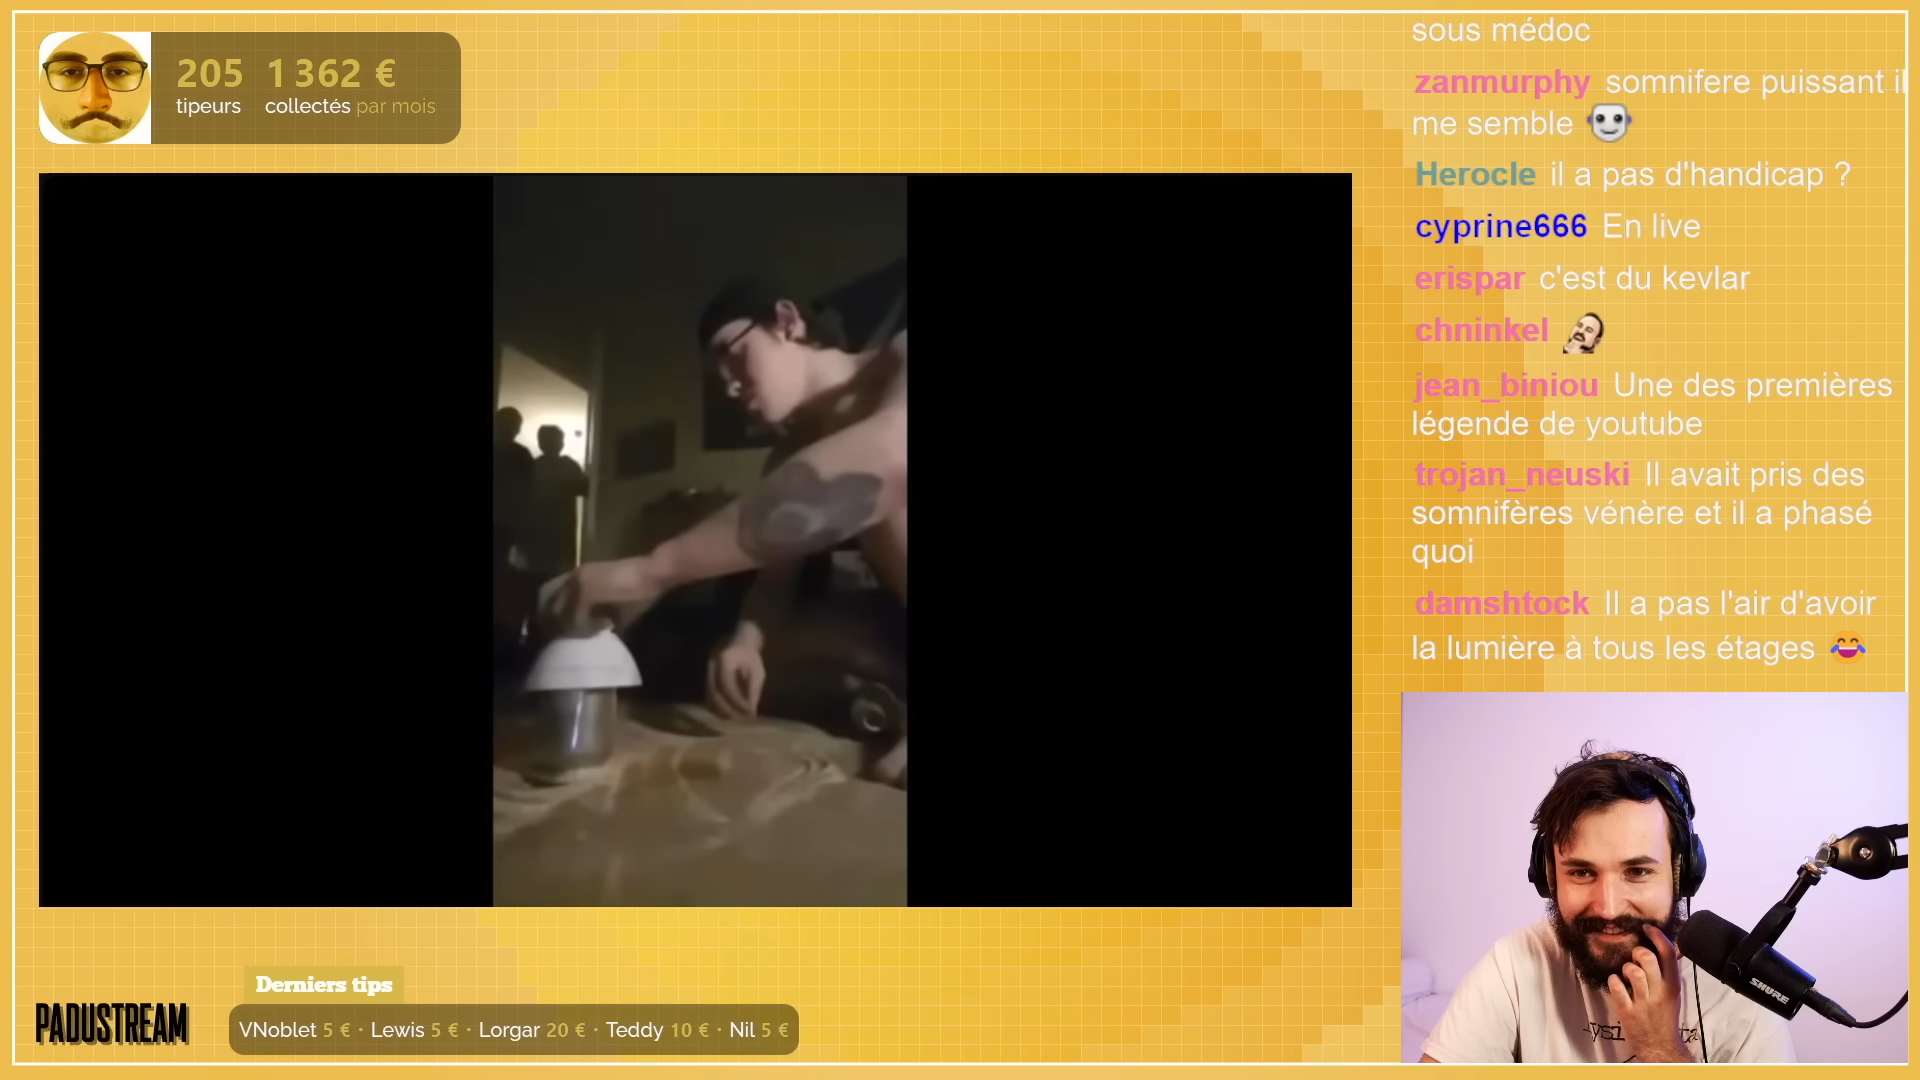 205 1 362 €
tipeurs collectés par mois
sous médoc
zanmurphy somnifere puissant il
me semble
Herocle il a pas d'handicap ?
cyprine666 En live
erispar c'est du kevlar
chninkel
jean_biniou Une des premières
légende de youtube
trojan_neuski Il avait pris des
somnifères vénère et il a phasé
quoi
damshtock Il a pas l'air d'avoir
la lumière à tous les étages
SHURE
Derniers tips
PADUSTREAM
VNoblet 5 € · Lewis 5 € · Lorgar 20 € · Teddy 10 € · Nil 5 €